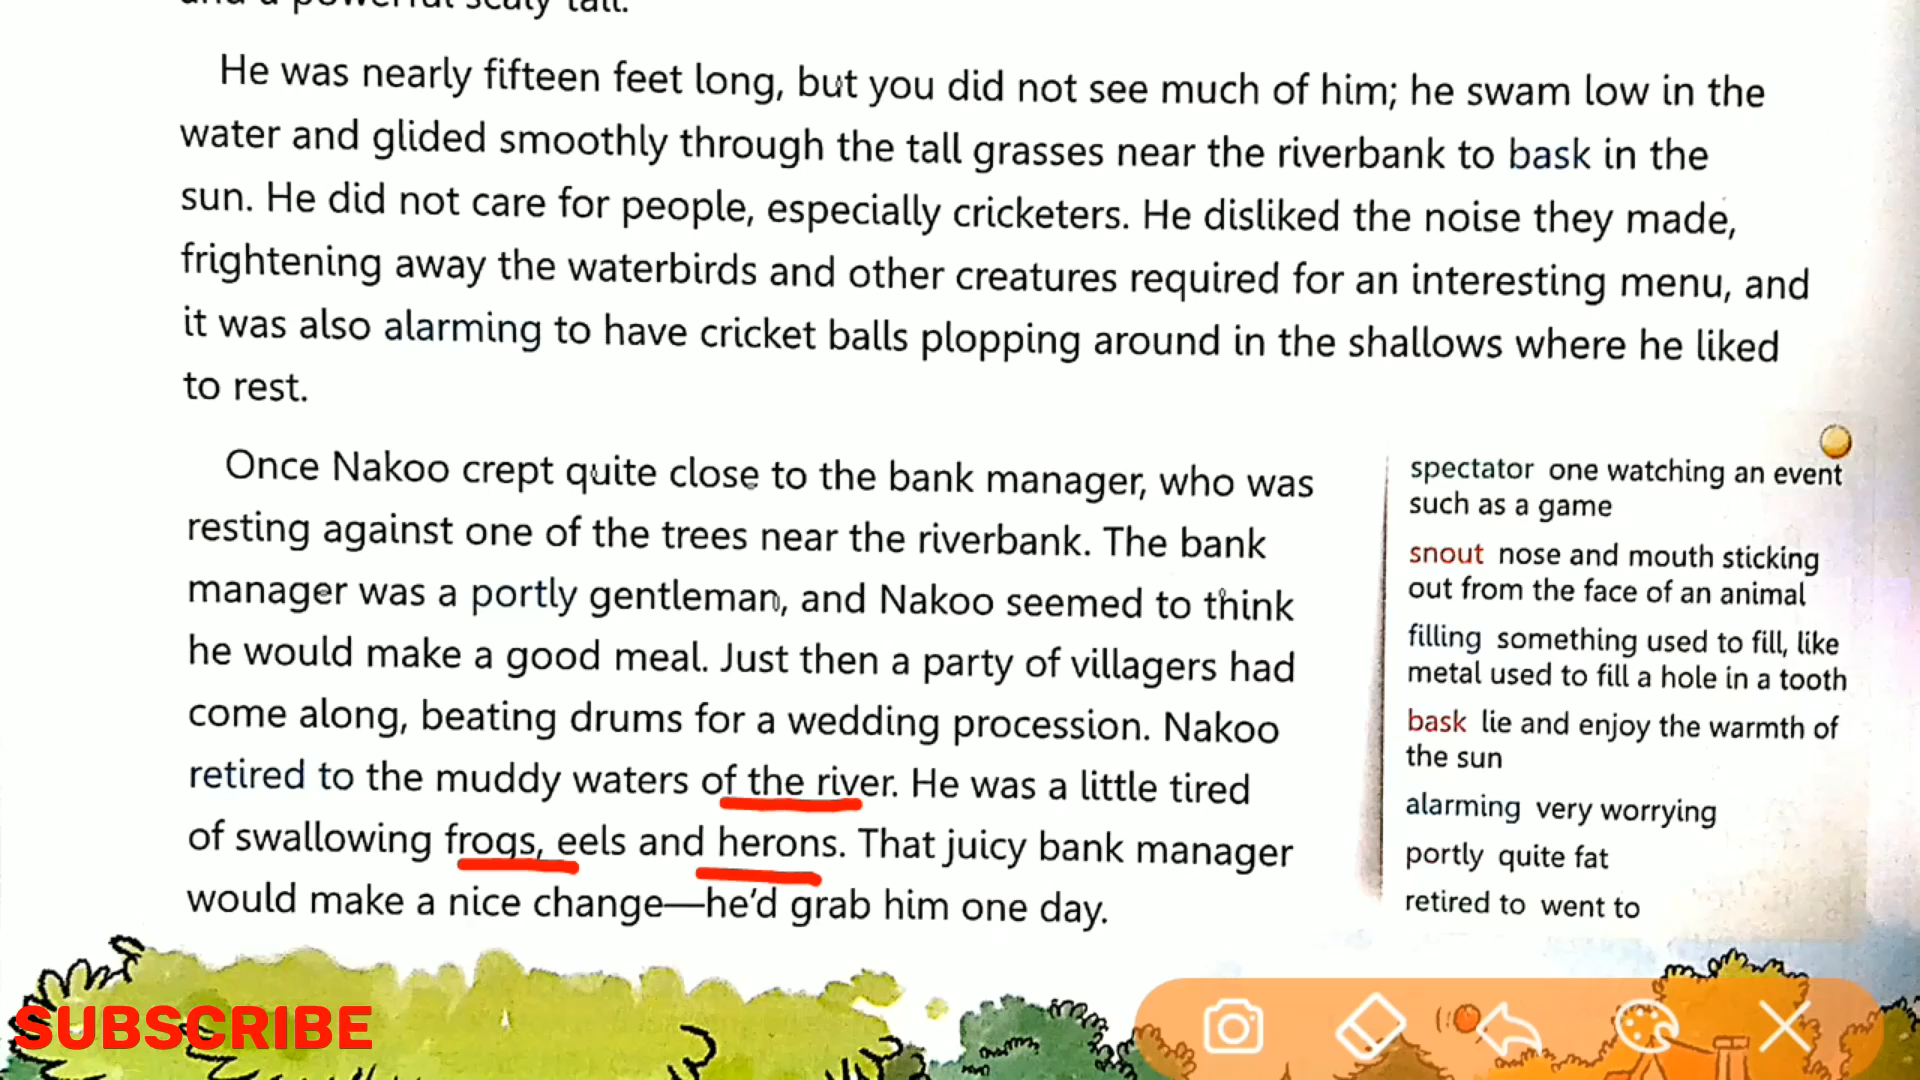 and a powerful scaly tail.
He was nearly fifteen feet long, but you did not see much of him; he swam low in the
water and glided smoothly through the tall grasses near the riverbank to bask in the
sun. He did not care for people, especially cricketers. He disliked the noise they made,
frightening away the waterbirds and other creatures required for an interesting menu, and
it was also alarming to have cricket balls plopping around in the shallows where he liked
to rest.
Once Nakoo crept quite close to the bank manager, who was
resting against one of the trees near the riverbank. The bank
manager was a portly gentleman, and Nakoo seemed to think
he would make a good meal. Just then a party of villagers had
come along, beating drums for a wedding procession. Nakoo
retired to the muddy waters of the river. He was a little tired
of swallowing frogs, eels and herons. That juicy bank manager
would make a nice change—he'd grab him one day.
spectator one watching an event
such as a game
snout nose and mouth sticking
out from the face of an animal
filling something used to fill, like
metal used to fill a hole in a tooth
bask lie and enjoy the warmth of
the sun
alarming very worrying
portly quite fat
retired to went to
SUBSCRIBE